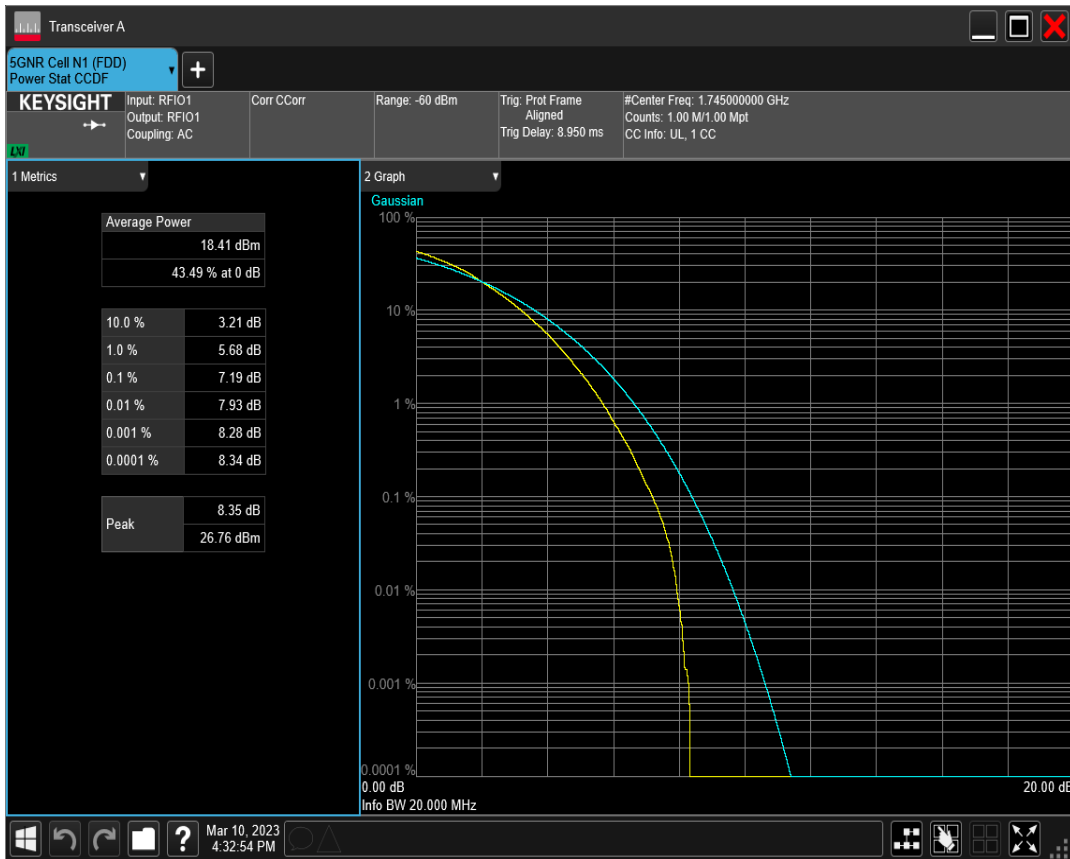 Transceiver A
5GNR Cell N1 (FDD)
Power Stat CCDF
+
KEYSIGHT
LXI
Input: RFIO1
Output: RFIO1
Coupling: AC
Corr CCorr
Range: -60 dBm
Trig: Prot Frame
Aligned
Trig Delay: 8.950 ms
#Center Freq: 1.745000000 GHz
Counts: 1.00 M/1.00 Mpt
CC Info: UL, 1 CC
1 Metrics
Average Power
18.41 dBm
43.49 % at 0 dB
10.0 % 3.21 dB
1.0 % 5.68 dB
0.1 % 7.19 dB
0.01 % 7.93 dB
0.001 % 8.28 dB
0.0001 % 8.34 dB
Peak 8.35 dB
26.76 dBm
2 Graph
Gaussian
100 %
10 %
1 %
0.1 %
0.01 %
0.001 %
0.0001 %
0.00 dB 20.00 dB
Info BW 20.000 MHz
?
Mar 10, 2023
4:32:54 PM